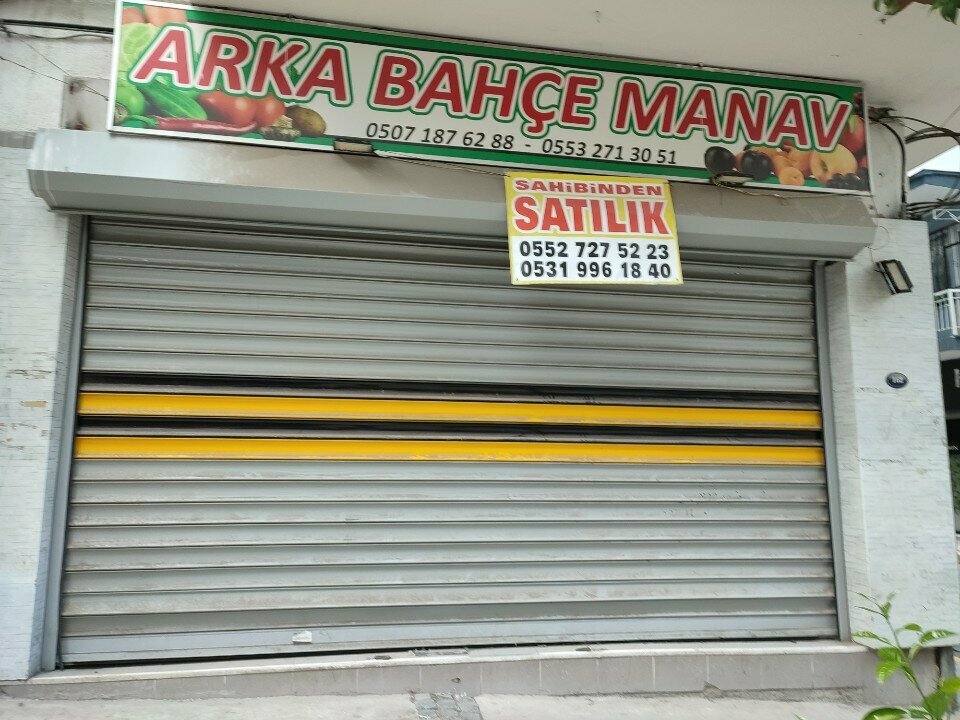 ARKA BAHÇE MANAV
0507 187 62 88 - 0553 271 30 51
SAHİBİNDEN
SATILIK
0552 727 52 23
0531 996 18 40